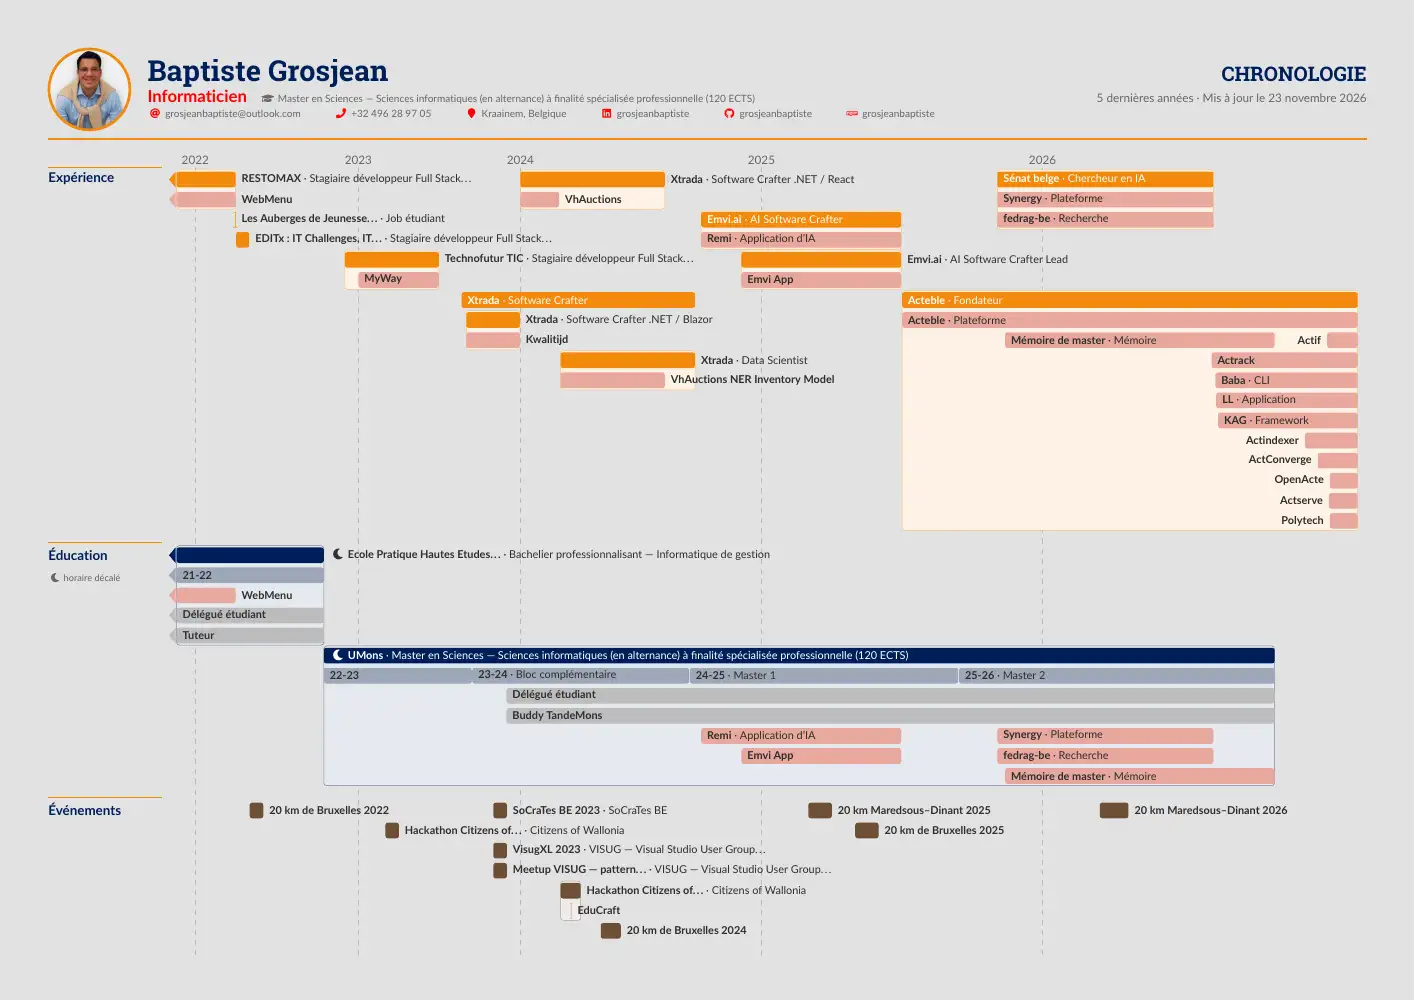 Baptiste Grosjean
CHRONOLOGIE
Informaticien Master en Sciences — Sciences informatiques (en alternance) à finalité spécialisée professionnelle (120 ECTS)
5 dernières années · Mis à jour le 23 novembre 2026
grosjeanbaptiste@outlook.com +32 496 28 97 05 Kraainem, Belgique grosjeanbaptiste grosjeanbaptiste grosjeanbaptiste
2022 2023 2024 2025 2026
Expérience
RESTOMAX · Stagiaire développeur Full Stack...
Xtrada · Software Crafter .NET / React
Sénat belge · Chercheur en IA
WebMenu
VhAuctions
Synergy · Plateforme
Les Auberges de Jeunesse... · Job étudiant
Emvi.ai · AI Software Crafter
fedrag-be · Recherche
EDITx : IT Challenges, IT... · Stagiaire développeur Full Stack...
Remi · Application d'IA
Technofutur TIC · Stagiaire développeur Full Stack...
Emvi.ai · AI Software Crafter Lead
MyWay
Emvi App
Xtrada · Software Crafter
Acteble · Fondateur
Xtrada · Software Crafter .NET / Blazor
Acteble · Plateforme
Kwalitijd
Mémoire de master · Mémoire
Actif
Xtrada · Data Scientist
Actrack
VhAuctions NER Inventory Model
Baba · CLI
LL · Application
KAG · Framework
Actindexer
ActConverge
OpenActe
Actserve
Polytech
Éducation
Ecole Pratique Hautes Etudes... · Bachelier professionnalisant — Informatique de gestion
horaire décalé
21-22
WebMenu
Délégué étudiant
Tuteur
UMons · Master en Sciences — Sciences informatiques (en alternance) à finalité spécialisée professionnelle (120 ECTS)
22-23
23-24 · Bloc complémentaire
24-25 · Master 1
25-26 · Master 2
Délégué étudiant
Buddy TandeMons
Remi · Application d'IA
Synergy · Plateforme
Emvi App
fedrag-be · Recherche
Mémoire de master · Mémoire
Événements
20 km de Bruxelles 2022
SoCraTes BE 2023 · SoCraTes BE
20 km Maredsous–Dinant 2025
20 km Maredsous–Dinant 2026
Hackathon Citizens of... · Citizens of Wallonia
20 km de Bruxelles 2025
VisugXL 2023 · VISUG — Visual Studio User Group...
Meetup VISUG — pattern... · VISUG — Visual Studio User Group...
Hackathon Citizens of... · Citizens of Wallonia
EduCraft
20 km de Bruxelles 2024